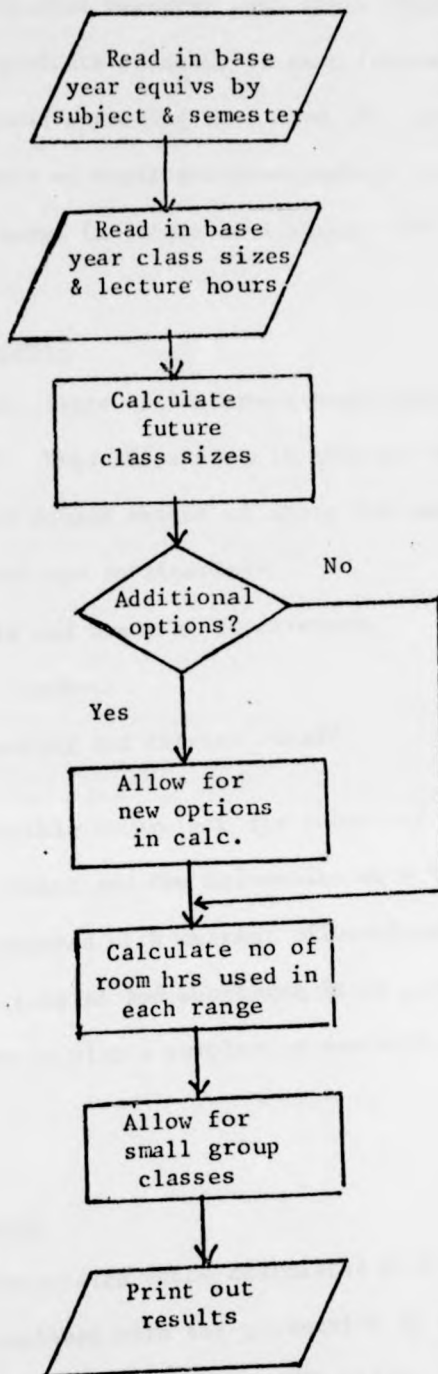 Read in base
year equivs by
subject & semester
Read in base
year class sizes
& lecture hours
Calculate
future
class sizes
Additional
options?
No
Yes
Allow for
new options
in calc.
Calculate no of
room hrs used in
each range
Allow for
small group
classes
Print out
results